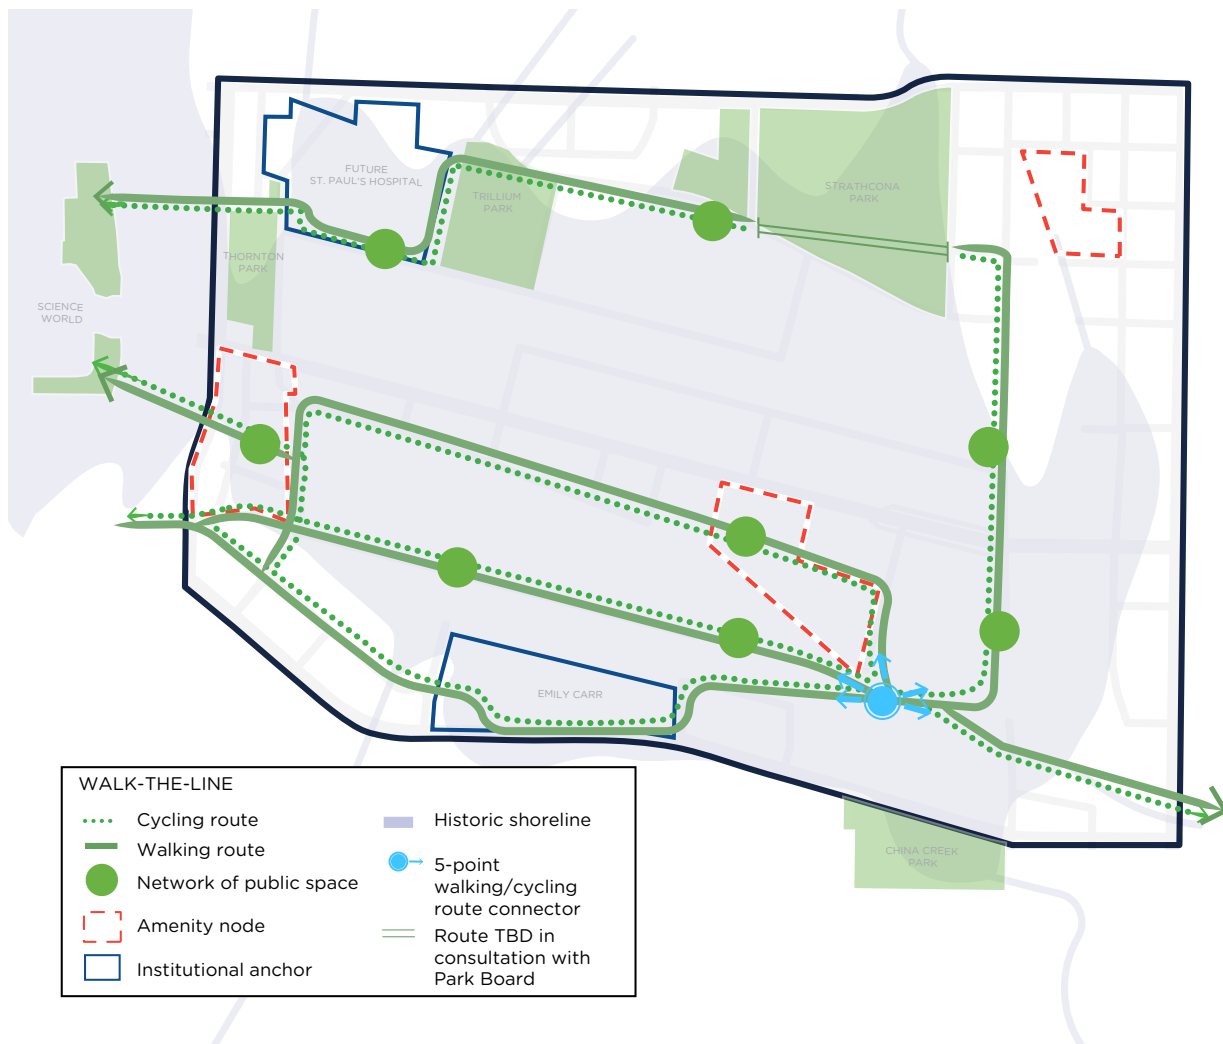 FUTURE
ST. PAUL'S HOSPITAL
TRILLIUM
PARK
STRATHCONA
PARK
THORNTON
PARK
SCIENCE
WORLD
EMILY CARR
CHINA CREEK
PARK
WALK-THE-LINE
Cycling route
Walking route
Network of public space
Amenity node
Institutional anchor
Historic shoreline
5-point
walking/cycling
route connector
Route TBD in
consultation with
Park Board